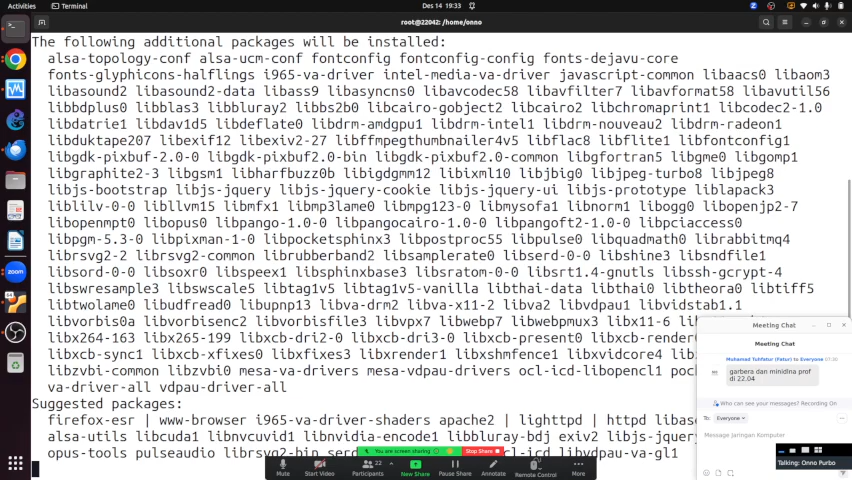 Activities
Terminal
Des 14 19:33
root@22042: /home/onno
The following additional packages will be installed:
alsa-topology-conf alsa-ucm-conf fontconfig fontconfig-config fonts-dejavu-core
fonts-glyphicons-halflings i965-va-driver intel-media-va-driver javascript-common libaacs0 libaom3
libasound2 libasound2-data libass9 libasyncns0 libavcodec58 libavfilter7 libavformat58 libavutil56
libbdplus0 libblas3 libbluray2 libbs2b0 libcairo-gobject2 libcairo2 libchromaprint1 libcodec2-1.0
libdatrie1 libdav1d5 libdeflate0 libdrm-amdgpu1 libdrm-intel1 libdrm-nouveau2 libdrm-radeon1
libduktape207 libexif12 libexiv2-27 libffmpegthumbnailer4v5 libflac8 libflite1 libfontconfig1
libgdk-pixbuf-2.0-0 libgdk-pixbuf2.0-bin libgdk-pixbuf2.0-common libgfortran5 libgme0 libgomp1
libgraphite2-3 libgsm1 libharfbuzz0b libigdgmm12 libixml10 libjbig0 libjpeg-turbo8 libjpeg8
libjs-bootstrap libjs-jquery libjs-jquery-cookie libjs-jquery-ui libjs-prototype liblapack3
liblilv-0-0 libllvm15 libmfx1 libmp3lame0 libmpg123-0 libmysofa1 libnorm1 libogg0 libopenjp2-7
libopenmpt0 libopus0 libpango-1.0-0 libpangocairo-1.0-0 libpangoft2-1.0-0 libpciaccess0
libpgm-5.3-0 libpixman-1-0 libpocketsphinx3 libpostproc55 libpulse0 libquadmath0 librabbitmq4
librsvg2-2 librsvg2-common librubberband2 libsamplerate0 libserd-0-0 libshine3 libsndfile1
libsord-0-0 libsoxr0 libspeex1 libsphinxbase3 libsratom-0-0 libsrt1.4-gnutls libssh-gcrypt-4
libswresample3 libswscale5 libtag1v5 libtag1v5-vanilla libthai-data libthai0 libtheora0 libtiff5
libtwolame0 libudfread0 libupnp13 libva-drm2 libva-x11-2 libva2 libvdpau1 libvidstab1.1
libvorbis0a libvorbisenc2 libvorbisfile3 libvpx7 libwebp7 libwebpmux3 libx11-6 libx
libx264-163 libx265-199 libxcb-dri2-0 libxcb-dri3-0 libxcb-present0 libxcb-rende
libxcb-sync1 libxcb-xfixes0 libxfixes3 libxrender1 libxshmfence1 libxvidcore4 lib
libzvbi-common libzvbi0 mesa-va-drivers mesa-vdpau-drivers ocl-icd-libopencl1 poc
va-driver-all vdpau-driver-all
Suggested packages:
firefox-esr | www-browser i965-va-driver-shaders apache2 | lighttpd | httpd libas
alsa-utils libcuda1 libnvcuvid1 libnvidia-encode1 libbluray-bdj exiv2 libjs-jquery
opus-tools pulseaudio librsvg2-bin
-icd libvdpau-va-gl1
You are screen sharing
Stop Share
Mute
Start Video
22
Participants
New Share
Pause Share
Annotate
Remote Control
More
Meeting Chat
Meeting Chat
Muhamad Tuhfatur (Patur) to Everyone 07:30
garbera dan minidlna prof
di 22.04
Who can see your messages? Recording On
To: Everyone
Message Jaringan Komputer
Talking: Onno Purbo